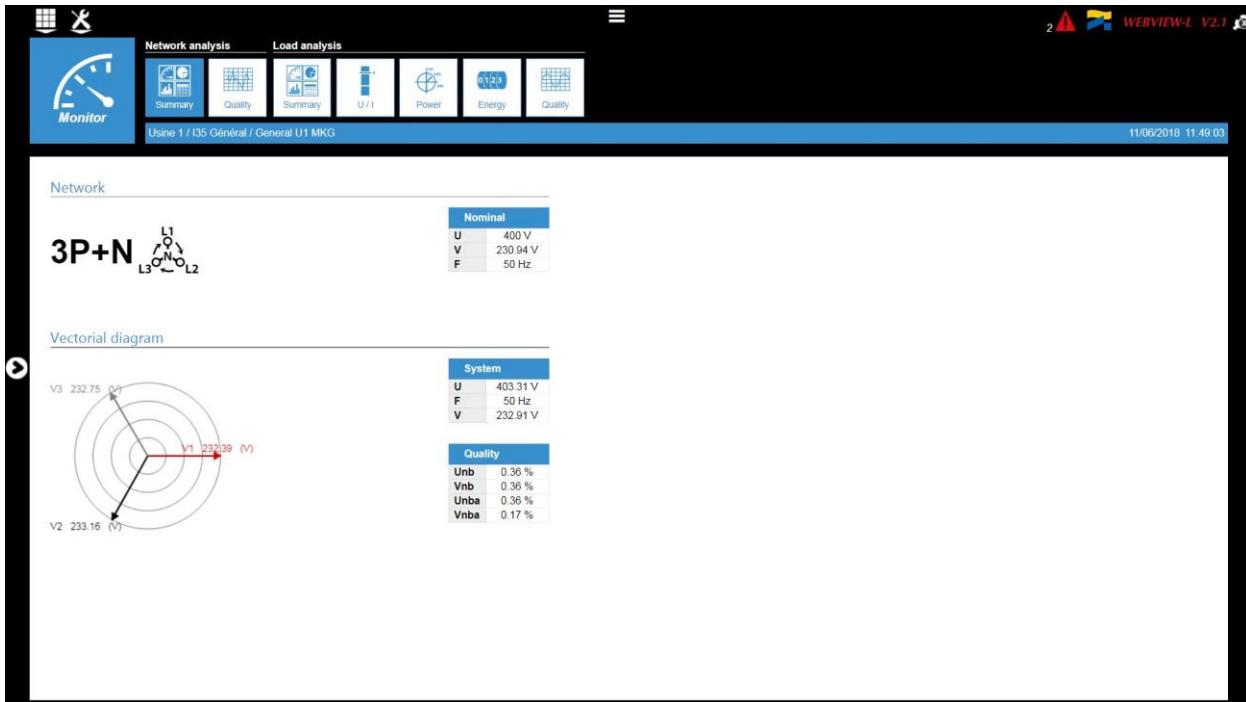 2 WEBVIEW-L V2.1
Network analysis Load analysis
Summary Quality Summary U / I Power Energy Quality
0 1 2 3
Monitor
Usine 1 / I35 Général / General U1 MKG 11/06/2018 11:49:03
Network
3P+N
L1
N
L3 L2
Nominal
U 400 V
V 230.94 V
F 50 Hz
Vectorial diagram
V3 232.75 (V)
V1 232.39 (V)
V2 233.16 (V)
System
U 403.31 V
F 50 Hz
V 232.91 V
Quality
Unb 0.36 %
Vnb 0.36 %
Unba 0.36 %
Vnba 0.17 %